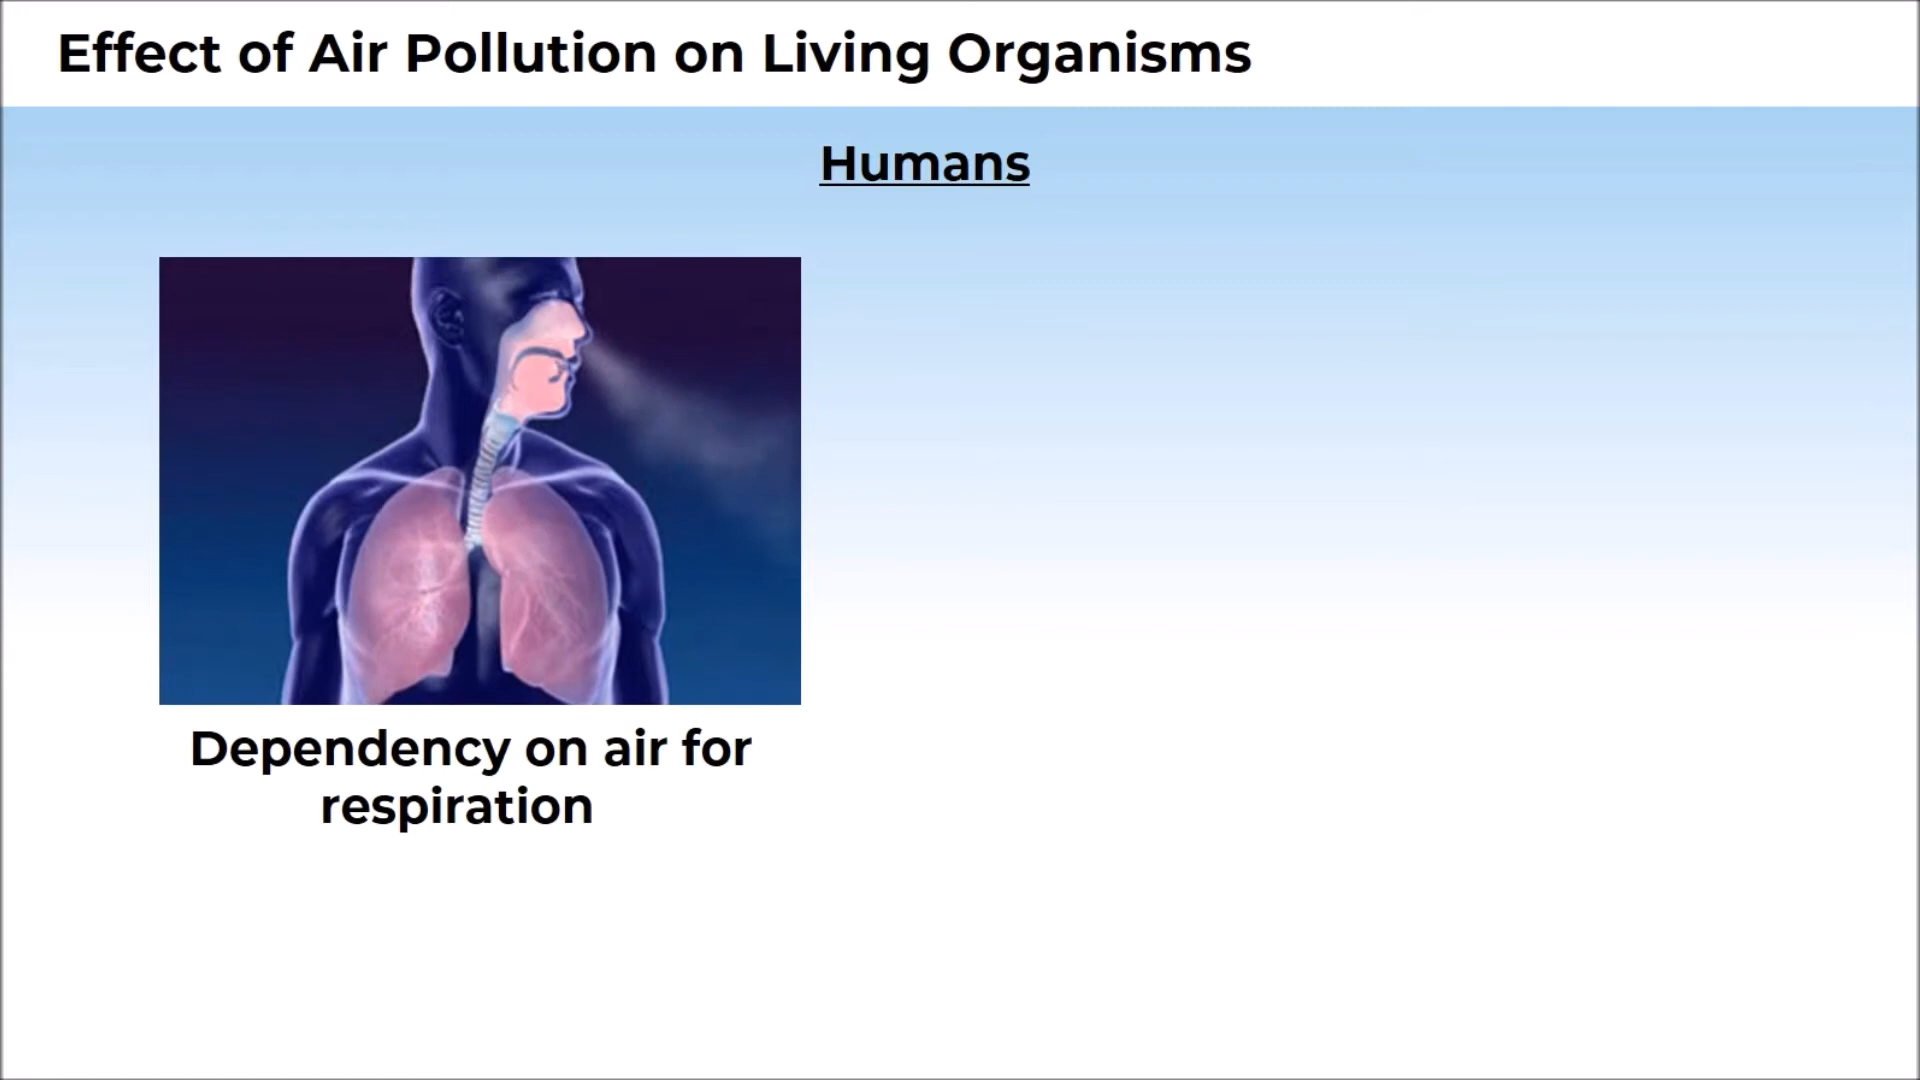 Effect of Air Pollution on Living Organisms
Humans
Dependency on air for
respiration